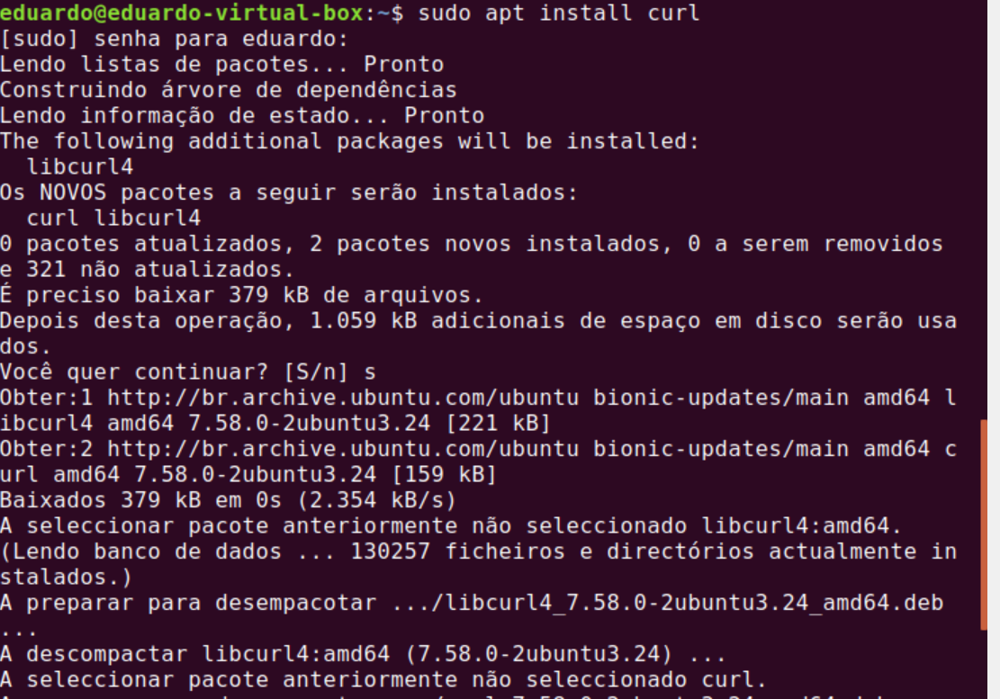 eduardo@eduardo-virtual-box:~$ sudo apt install curl
[sudo] senha para eduardo:
Lendo listas de pacotes... Pronto
Construindo árvore de dependências
Lendo informação de estado... Pronto
The following additional packages will be installed:
  libcurl4
Os NOVOS pacotes a seguir serão instalados:
  curl libcurl4
0 pacotes atualizados, 2 pacotes novos instalados, 0 a serem removidos
e 321 não atualizados.
É preciso baixar 379 kB de arquivos.
Depois desta operação, 1.059 kB adicionais de espaço em disco serão usa
dos.
Você quer continuar? [S/n] s
Obter:1 http://br.archive.ubuntu.com/ubuntu bionic-updates/main amd64 l
ibcurl4 amd64 7.58.0-2ubuntu3.24 [221 kB]
Obter:2 http://br.archive.ubuntu.com/ubuntu bionic-updates/main amd64 c
url amd64 7.58.0-2ubuntu3.24 [159 kB]
Baixados 379 kB em 0s (2.354 kB/s)
A seleccionar pacote anteriormente não seleccionado libcurl4:amd64.
(Lendo banco de dados ... 130257 ficheiros e directórios actualmente in
stalados.)
A preparar para desempacotar .../libcurl4_7.58.0-2ubuntu3.24_amd64.deb
...
A descompactar libcurl4:amd64 (7.58.0-2ubuntu3.24) ...
A seleccionar pacote anteriormente não seleccionado curl.